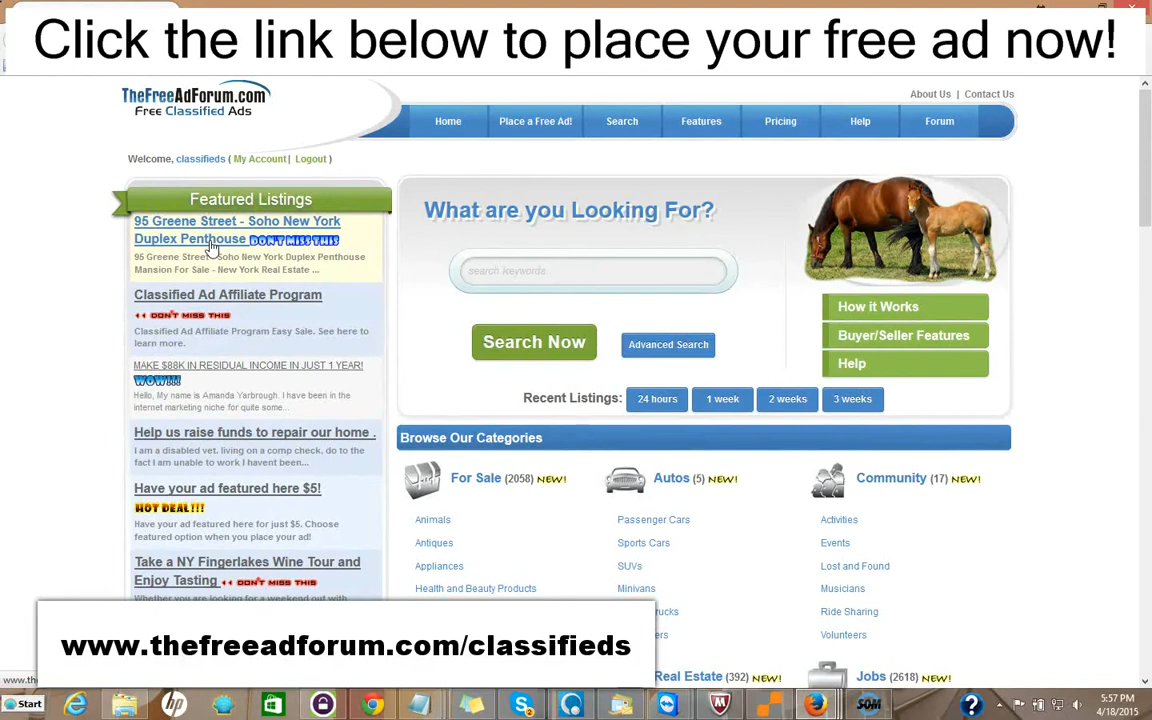 Click the link below to place your free ad now!
TheFreeAdForum.com
Free Classified Ads
About Us | Contact Us
Home
Place a Free Ad!
Search
Features
Pricing
Help
Forum
Welcome, classifieds ( My Account | Logout )
Featured Listings
95 Greene Street - Soho New York
Duplex Penthouse DON'T MISS THIS
95 Greene Street - Soho New York Duplex Penthouse
Mansion For Sale - New York Real Estate ...
Classified Ad Affiliate Program
DON'T MISS THIS
Classified Ad Affiliate Program Easy Sale. See here to
learn more.
MAKE $88K IN RESIDUAL INCOME IN JUST 1 YEAR!
WOW!!!
Hello, My name is Amanda Yarbrough. I have been in the
internet marketing niche for quite some...
Help us raise funds to repair our home .
I am a disabled vet. living on a comp check. do to the
fact I am unable to work I havent been...
Have your ad featured here $5!
HOT DEAL!!!
Have your ad featured here for just $5. Choose
featured option when you place your ad!
Take a NY Fingerlakes Wine Tour and
Enjoy Tasting DON'T MISS THIS
Whether you are looking for a weekend out with
What are you Looking For?
search keywords
Search Now
Advanced Search
How it Works
Buyer/Seller Features
Help
Recent Listings:
24 hours
1 week
2 weeks
3 weeks
Browse Our Categories
For Sale (2058) NEW!
Animals
Antiques
Appliances
Health and Beauty Products
Autos (5) NEW!
Passenger Cars
Sports Cars
SUVs
Minivans
Community (17) NEW!
Activities
Events
Lost and Found
Musicians
Ride Sharing
Volunteers
Real Estate (392) NEW!
Jobs (2618) NEW!
www.thefreeadforum.com/classifieds
Start
5:57 PM
4/18/2015